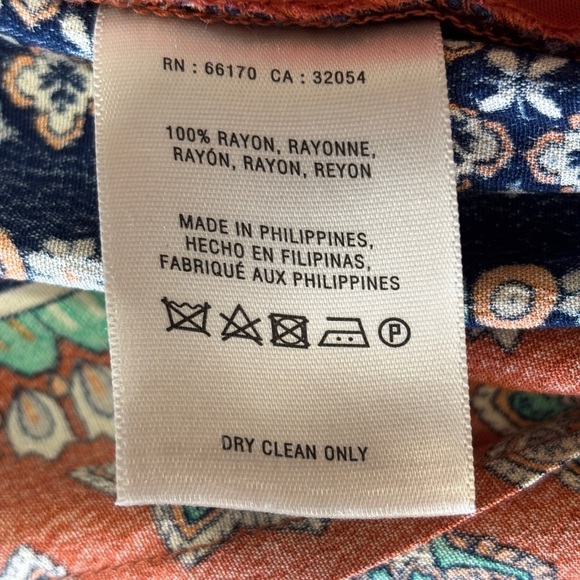 RN : 66170 CA : 32054
100% RAYON, RAYONNE,
RAYÓN, RAYON, REYON
MADE IN PHILIPPINES,
HECHO EN FILIPINAS,
FABRIQUÉ AUX PHILIPPINES
P
DRY CLEAN ONLY